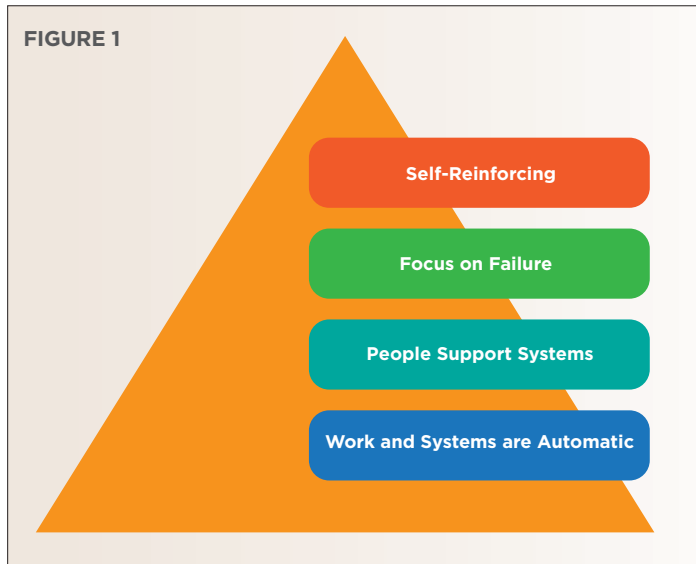 FIGURE 1
Self-Reinforcing
Focus on Failure
People Support Systems
Work and Systems are Automatic